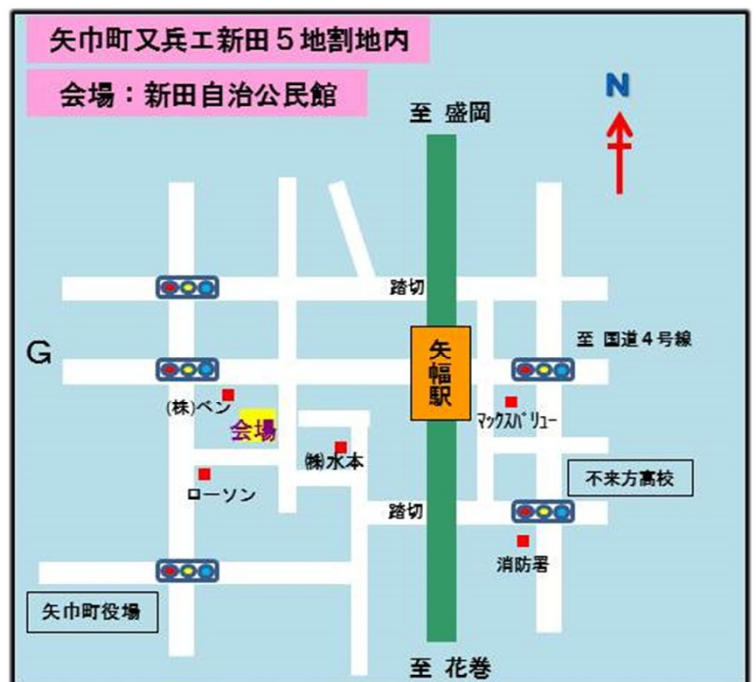 矢巾町又兵エ新田５地割地内
会場：新田自治公民館
至 盛岡
N
踏切
至 国道４号線
G
矢幅駅
(株)ベン
マックスバリュー
会場
㈱水本
ローソン
不来方高校
踏切
消防署
矢巾町役場
至 花巻